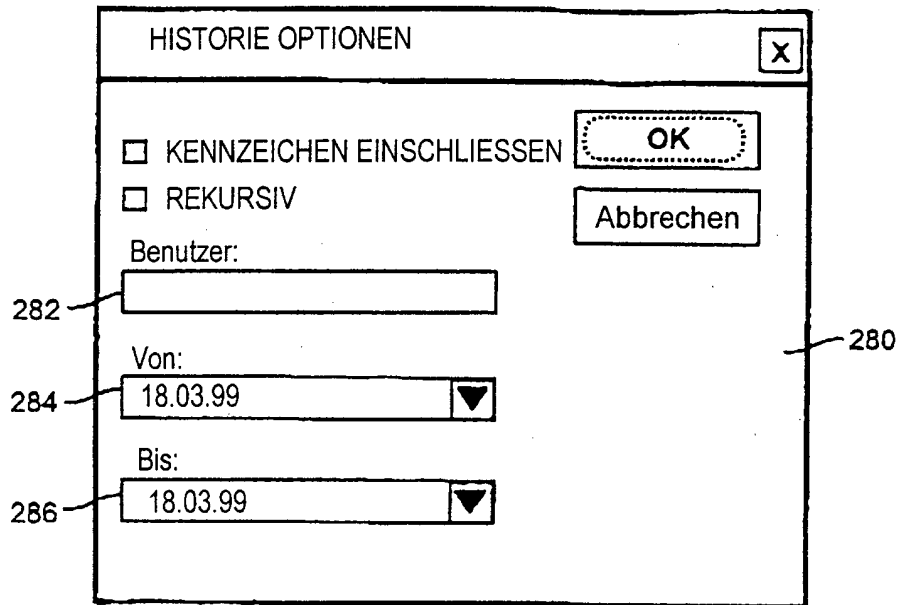 HISTORIE OPTIONEN
X
KENNZEICHEN EINSCHLIESSEN
OK
REKURSIV
Abbrechen
Benutzer:
282
280
Von:
284
18.03.99
Bis:
286
18.03.99